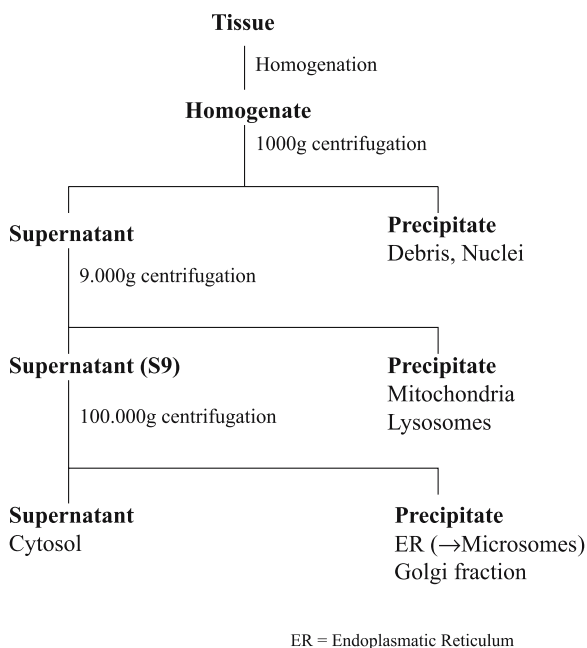 Tissue
Homogenation
Homogenate
1000g centrifugation
Supernatant
Precipitate
Debris, Nuclei
9.000g centrifugation
Supernatant (S9)
Precipitate
Mitochondria
Lysosomes
100.000g centrifugation
Supernatant
Cytosol
Precipitate
ER (→Microsomes)
Golgi fraction
ER = Endoplasmatic Reticulum